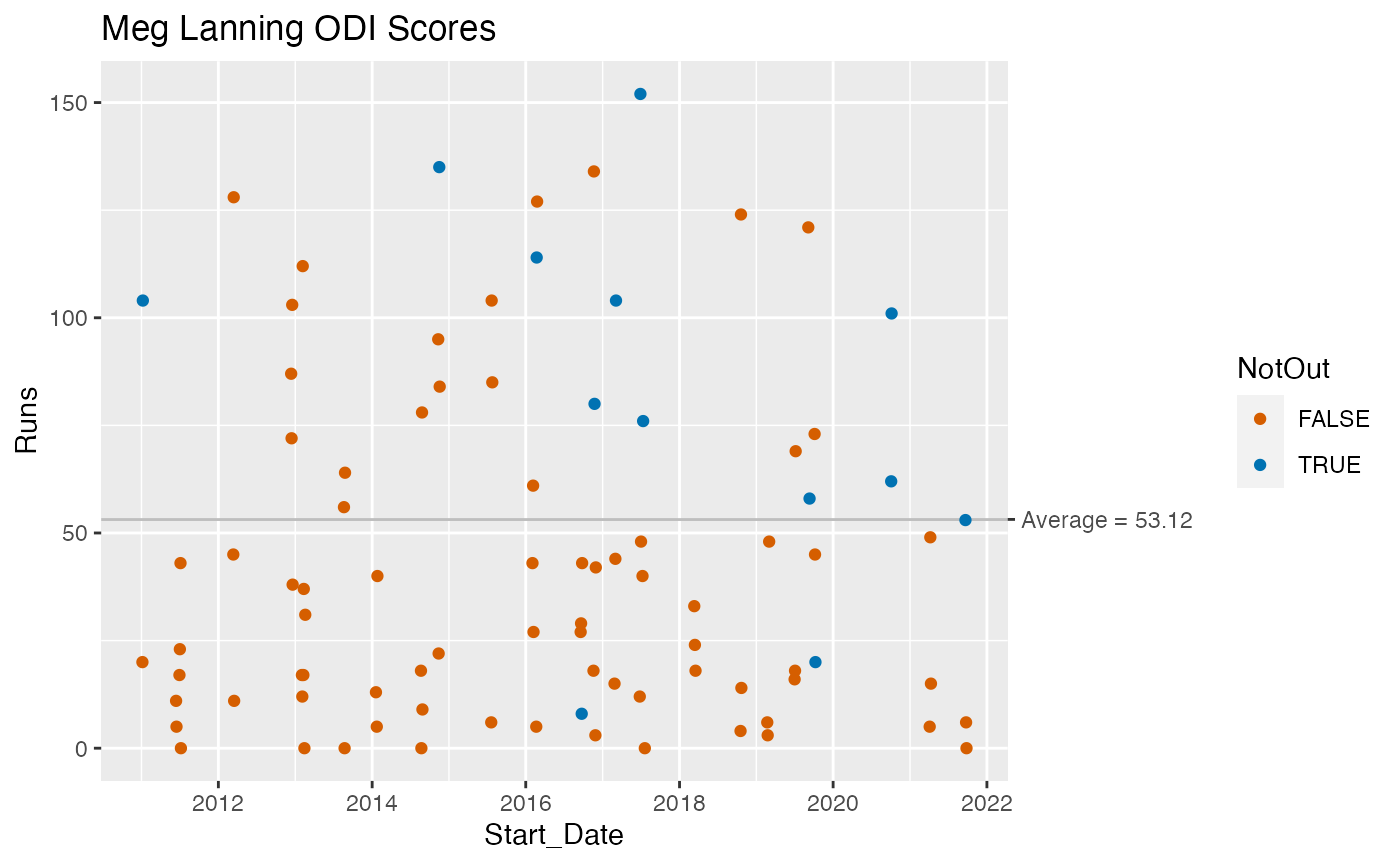 Meg Lanning ODI Scores
150
100
50
0
Runs
Average = 53.12
2012 2014 2016 2018 2020 2022
Start_Date
NotOut
FALSE
TRUE